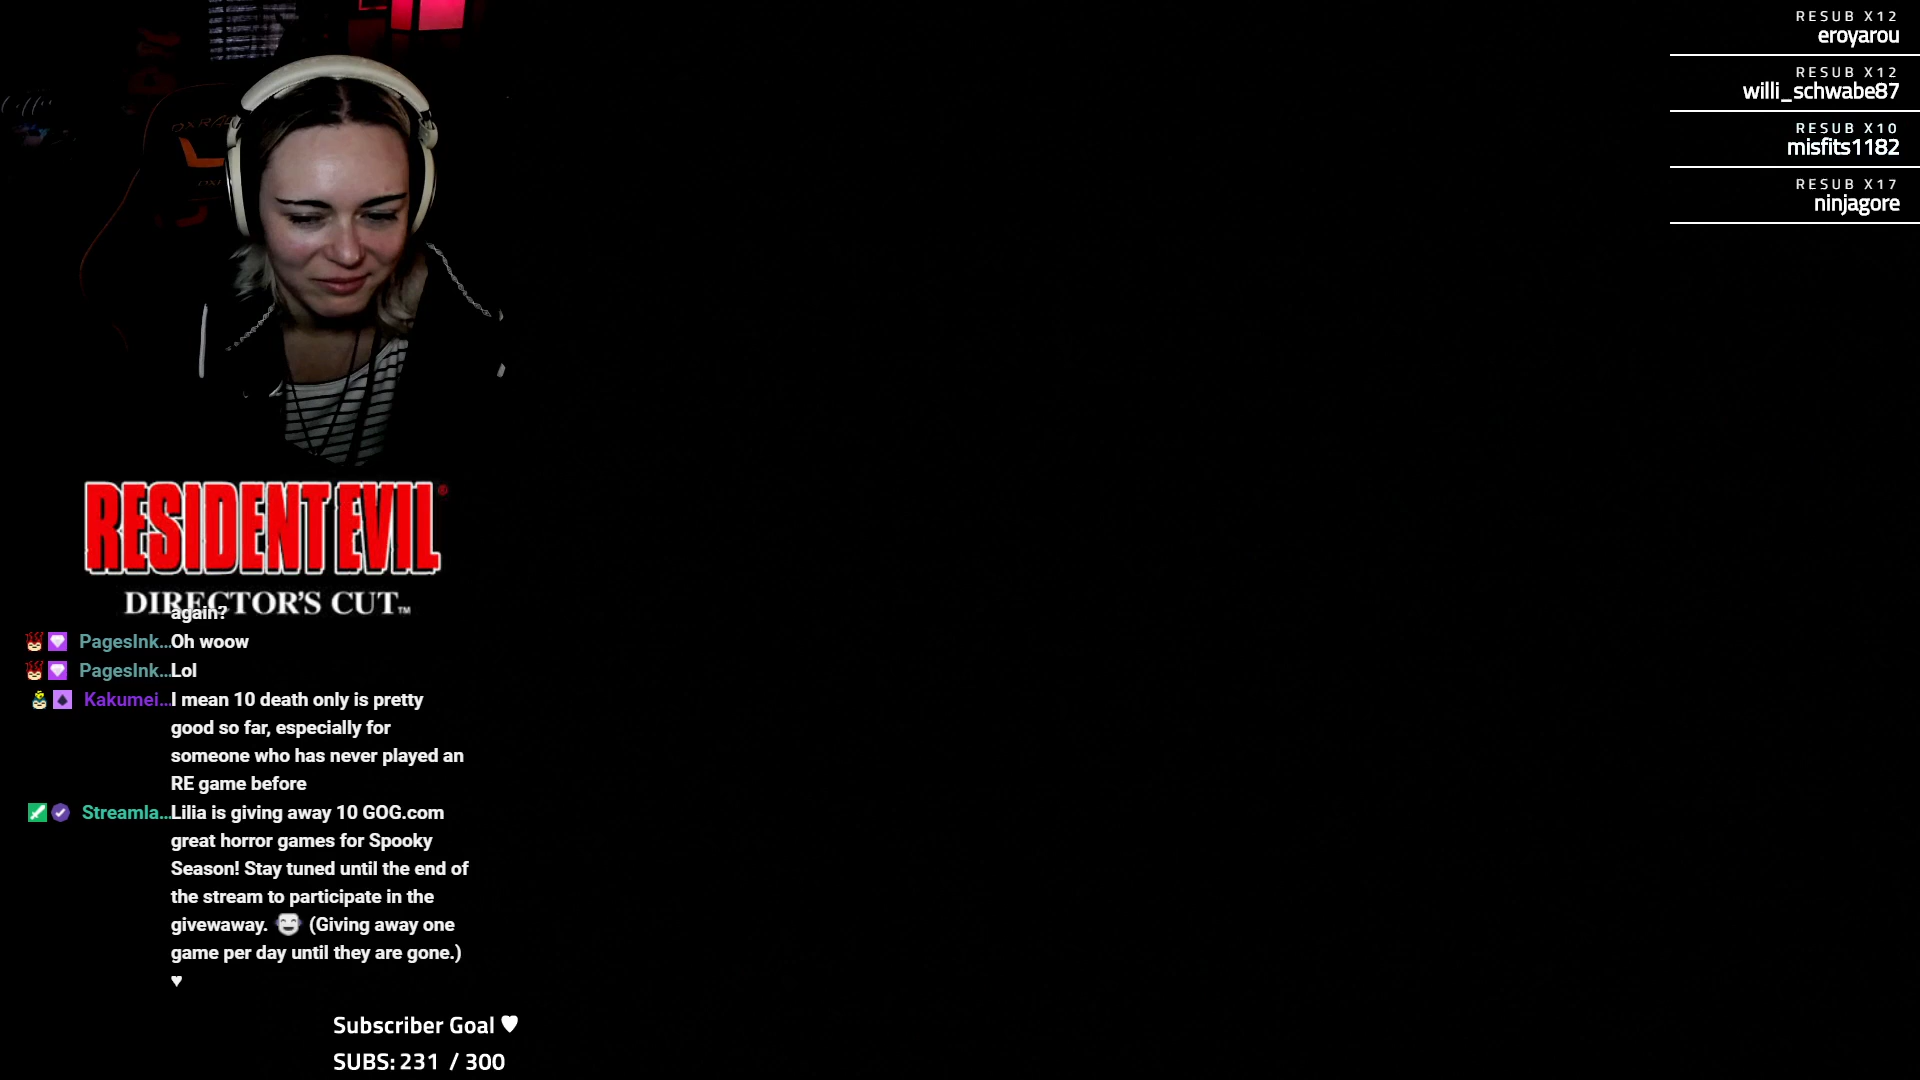 RESUB X12
eroyarou
RESUB X12
willi_schwabe87
RESUB X10
misfits1182
RESUB X17
ninjagore
RESIDENT EVIL®
DIRECTOR'S CUT™
again?
PagesInk... Oh woow
PagesInk... Lol
Kakumei... I mean 10 death only is pretty
good so far, especially for
someone who has never played an
RE game before
Streamla... Lilia is giving away 10 GOG.com
great horror games for Spooky
Season! Stay tuned until the end of
the stream to participate in the
givewaway. (Giving away one
game per day until they are gone.)
♥
Subscriber Goal ♥
SUBS: 231 / 300